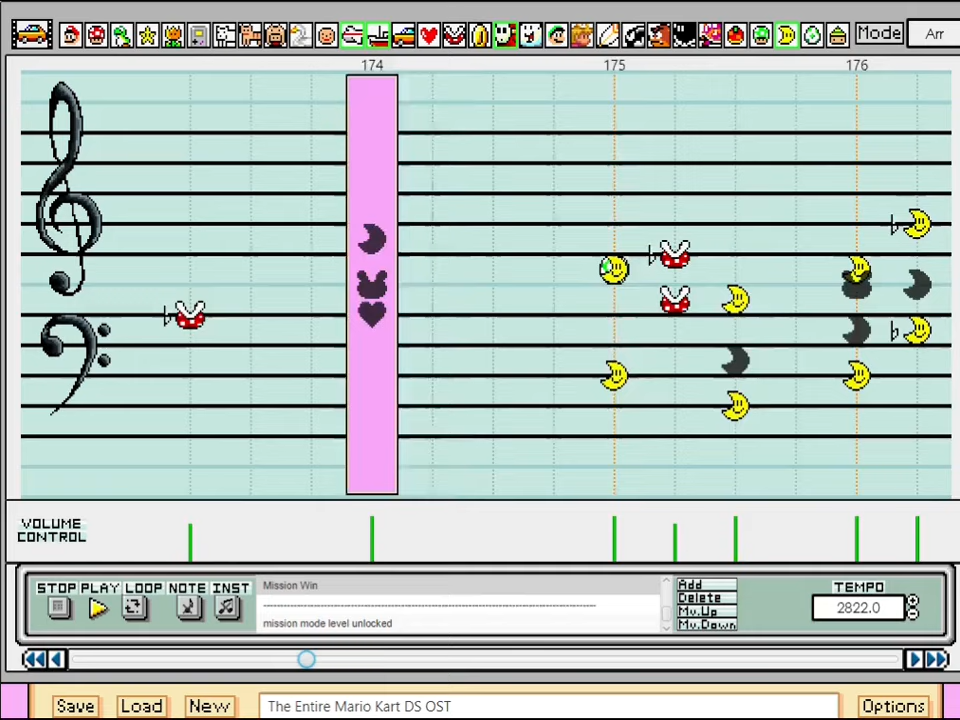 Mode
Arr
174
175
176
VOLUME
CONTROL
STOP PLAY LOOP NOTE INST
Mission Win
mission mode level unlocked
Add
Delete
Mv.Up
Mv.Down
TEMPO
2822.0
Save
Load
New
The Entire Mario Kart DS OST
Options